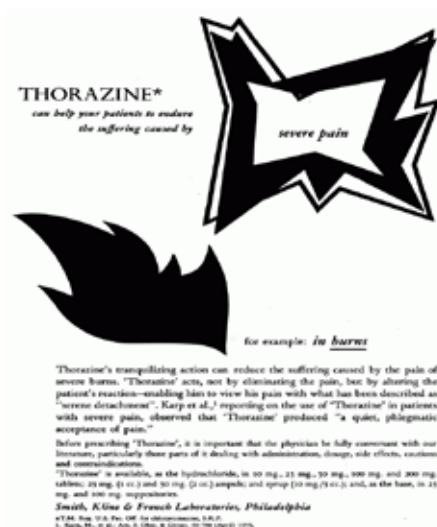 THORAZINE*
can help your patients to endure
the suffering caused by
severe pain
for example: in burns
Thorazine's tranquilizing action can reduce the suffering caused by the pain of
severe burns. 'Thorazine' acts, not by eliminating the pain, but by altering the
patient's reaction—enabling him to view his pain with what has been described as
"serene detachment". Karp et al.,¹ reporting on the use of 'Thorazine' in patients
with severe pain, observed that 'Thorazine' produced "a quiet, phlegmatic
acceptance of pain."
Before prescribing 'Thorazine', it is important that the physician be fully conversant with our
literature, particularly those parts of it dealing with administration, dosage, side effects, cautions
and contraindications.
'Thorazine' is available, as the hydrochloride, in 10 mg., 25 mg., 50 mg., 100 mg. and 200 mg.
tablets; 25 mg. (1 cc.) and 50 mg. (2 cc.) ampuls; and syrup (10 mg./5 cc.); and, as the base, in 25
mg. and 100 mg. suppositories.
Smith, Kline & French Laboratories, Philadelphia
*T.M. Reg. U.S. Pat. Off. for chlorpromazine, S.K.F.